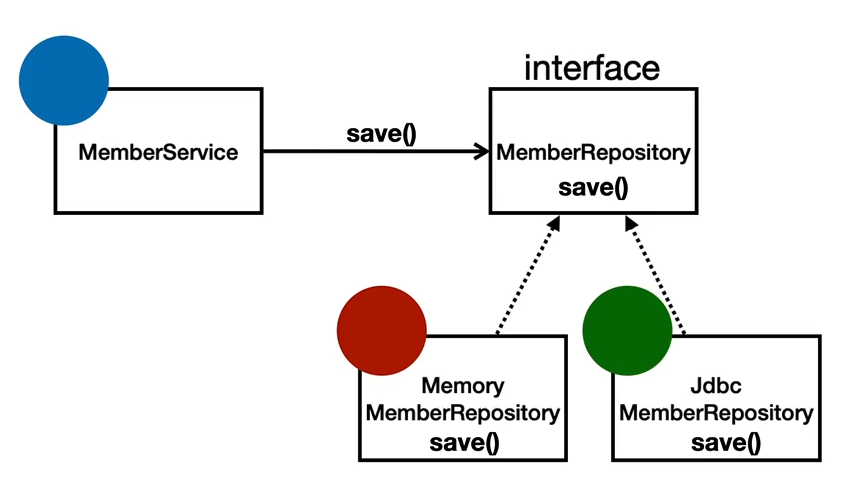 interface
MemberService
save()
MemberRepository
save()
Memory
MemberRepository
save()
Jdbc
MemberRepository
save()